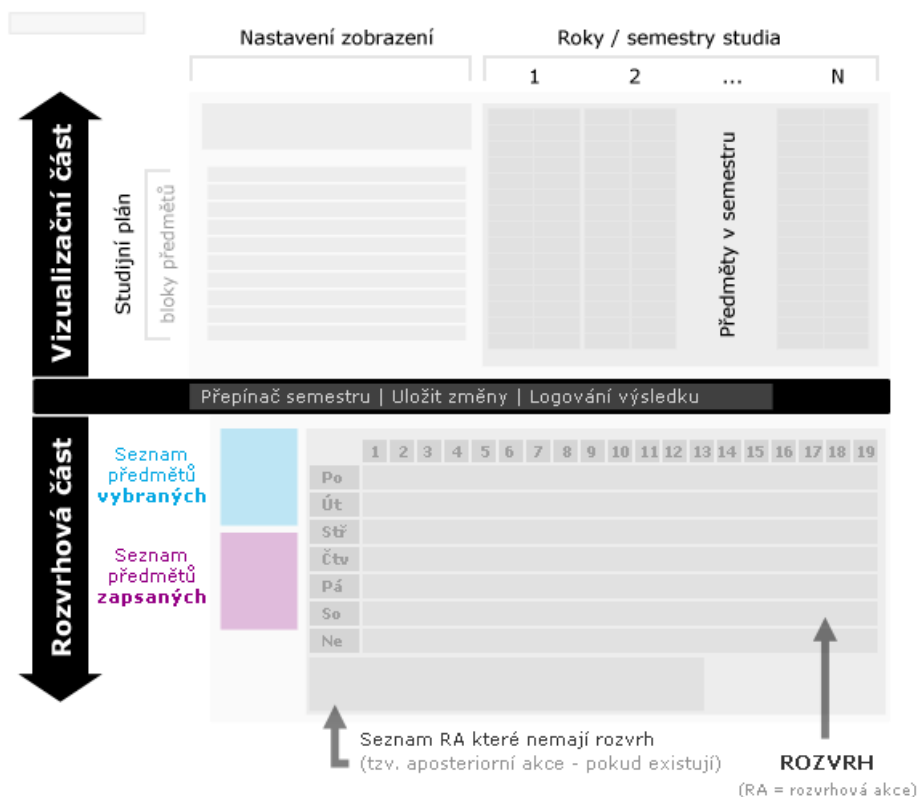 Nastavení zobrazení
Roky / semestry studia
1 2 ... N
Vizualizační část
Studijní plán
bloky předmětů
Předměty v semestru
Přepínač semestru | Uložit změny | Logování výsledku
Rozvrhová část
Seznam
předmětů
vybraných
Seznam
předmětů
zapsaných
1 2 3 4 5 6 7 8 9 10 11 12 13 14 15 16 17 18 19
Po
Út
Stř
Čtv
Pá
So
Ne
Seznam RA které nemají rozvrh
(tzv. aposteriorní akce - pokud existují)
ROZVRH
(RA = rozvrhová akce)